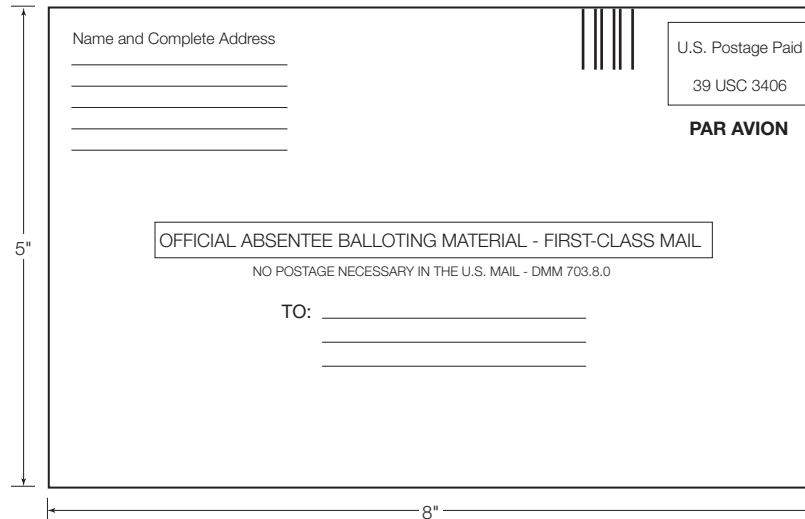 Name and Complete Address
U.S. Postage Paid
39 USC 3406
PAR AVION
OFFICIAL ABSENTEE BALLOTING MATERIAL - FIRST-CLASS MAIL
NO POSTAGE NECESSARY IN THE U.S. MAIL - DMM 703.8.0
TO:
5"
8"